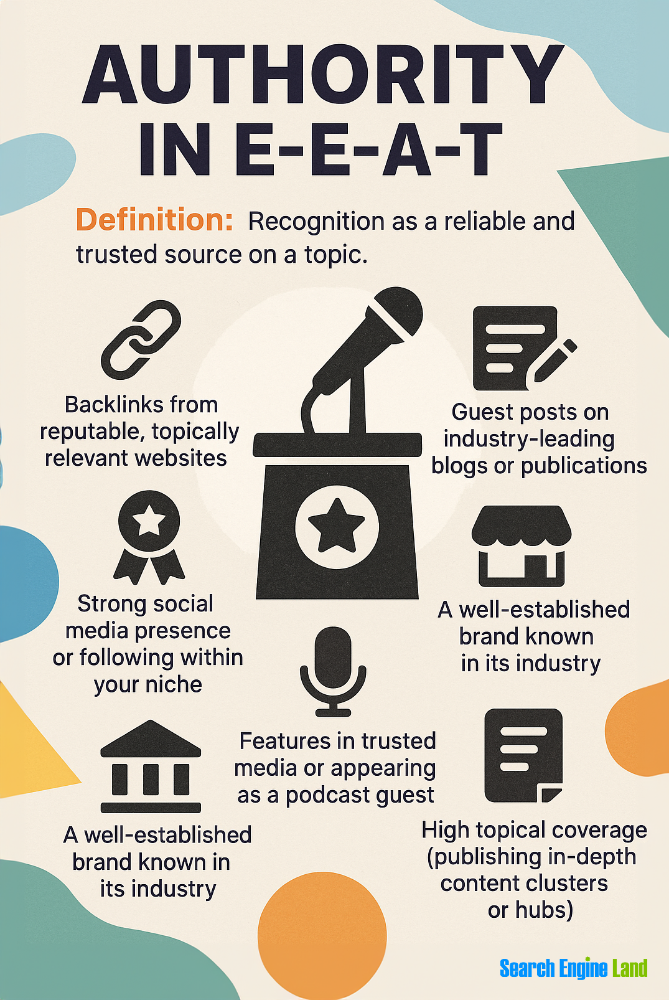 AUTHORITY
IN E-E-A-T
Definition: Recognition as a reliable and
trusted source on a topic.
Backlinks from
reputable, topically
relevant websites
Guest posts on
industry-leading
blogs or publications
Strong social
media presence
or following within
your niche
A well-established
brand known
in its industry
Features in trusted
media or appearing
as a podcast guest
A well-established
brand known in
its industry
High topical coverage
(publishing in-depth
content clusters
or hubs)
Search Engine Land